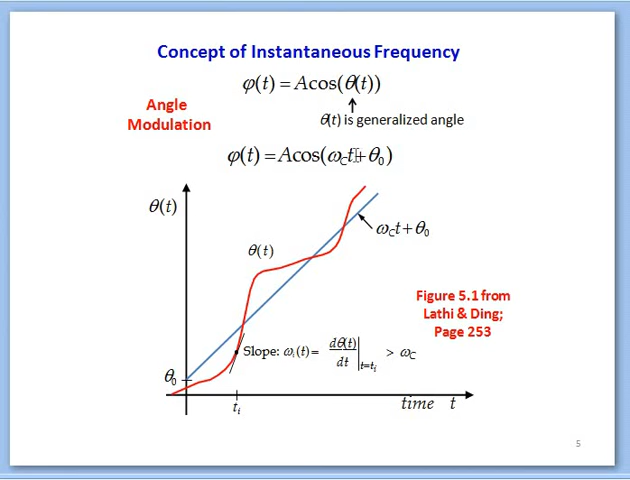 Concept of Instantaneous Frequency
φ(t) = Acos(θ(t))
Angle
Modulation
θ(t) is generalized angle
φ(t) = Acos(ω_C t + θ_0)
θ(t)
ω_C t + θ_0
θ(t)
Figure 5.1 from
Lathi & Ding;
Page 253
Slope: ω_i(t) = dθ(t)/dt |_{t=t_i} > ω_C
θ_0
t_i
time t
5